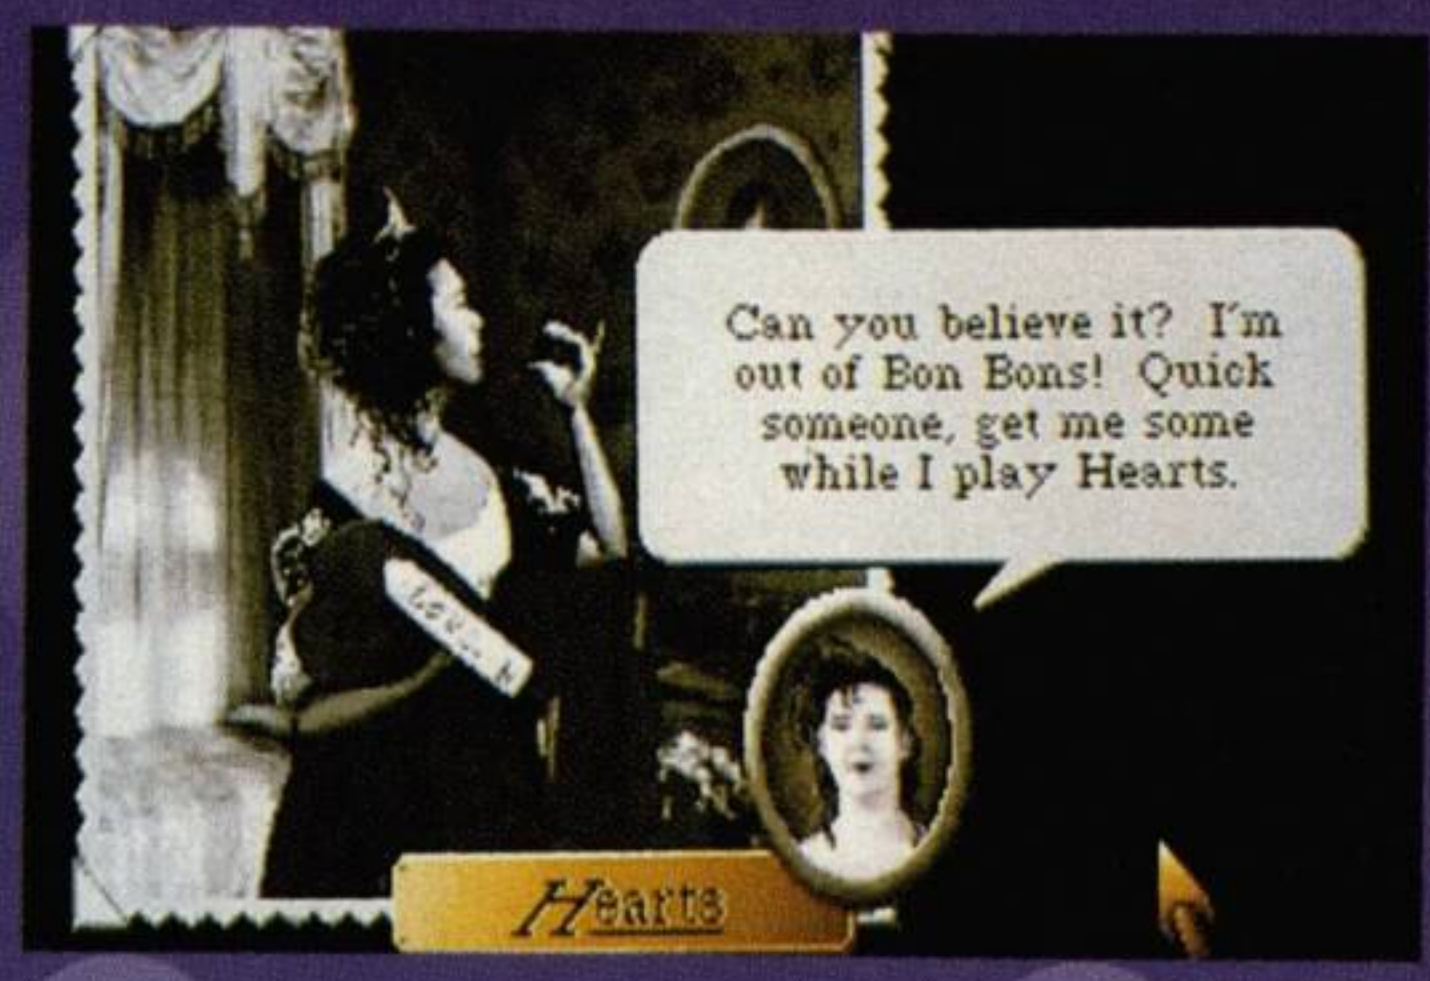 Can you believe it? I'm
out of Bon Bons! Quick
someone, get me some
while I play Hearts.
Hearts